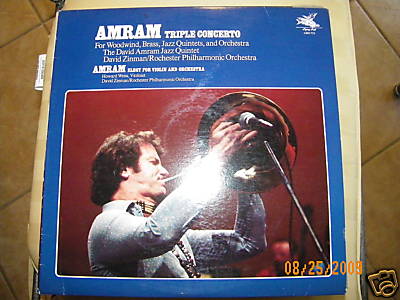 AMRAM TRIPLE CONCERTO
For Woodwind, Brass, Jazz Quintets, and Orchestra
The David Amram Jazz Quintet
David Zinman/Rochester Philharmonic Orchestra
AMRAM ELEGY FOR VIOLIN AND ORCHESTRA
Howard Weiss, Violinist
David Zinman/Rochester Philharmonic Orchestra
08/25/2009